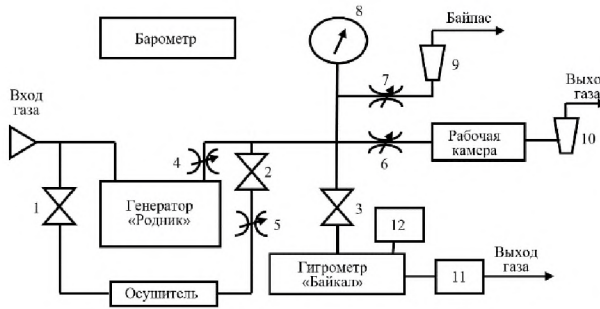 Барометр
8
Байпас
9
Выход
газа
10
Вход
газа
7
4
2
6
Рабочая
камера
1
Генератор
«Родник»
5
3
12
Осушитель
Гигрометр
«Байкал»
11
Выход
газа